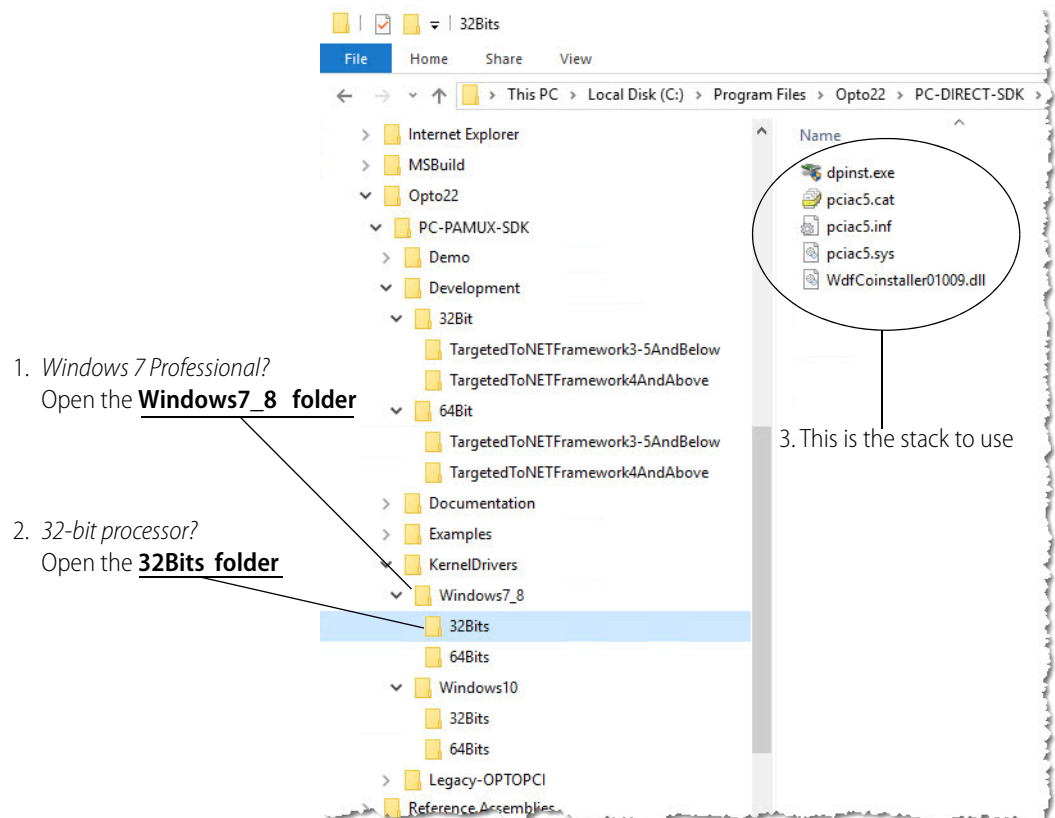 32Bits
File Home Share View
This PC > Local Disk (C:) > Program Files > Opto22 > PC-DIRECT-SDK >
Internet Explorer
MSBuild
Opto22
PC-PAMUX-SDK
Demo
Development
32Bit
TargetedToNETFramework3-5AndBelow
TargetedToNETFramework4AndAbove
64Bit
TargetedToNETFramework3-5AndBelow
TargetedToNETFramework4AndAbove
Documentation
Examples
KernelDrivers
Windows7_8
32Bits
64Bits
Windows10
32Bits
64Bits
Legacy-OPTOPCI
Reference Assemblies
Name
dpinst.exe
pciac5.cat
pciac5.inf
pciac5.sys
WdfCoinstaller01009.dll
1. Windows 7 Professional?
Open the Windows7_8 folder
2. 32-bit processor?
Open the 32Bits folder
3. This is the stack to use